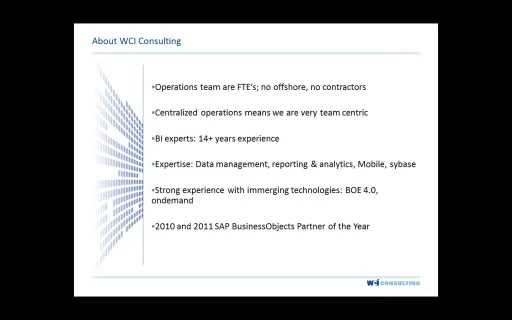 About WCI Consulting
▪Operations team are FTE's; no offshore, no contractors
▪Centralized operations means we are very team centric
▪BI experts: 14+ years experience
▪Expertise: Data management, reporting & analytics, Mobile, sybase
▪Strong experience with immerging technologies: BOE 4.0,
ondemand
▪2010 and 2011 SAP BusinessObjects Partner of the Year
WCI CONSULTING